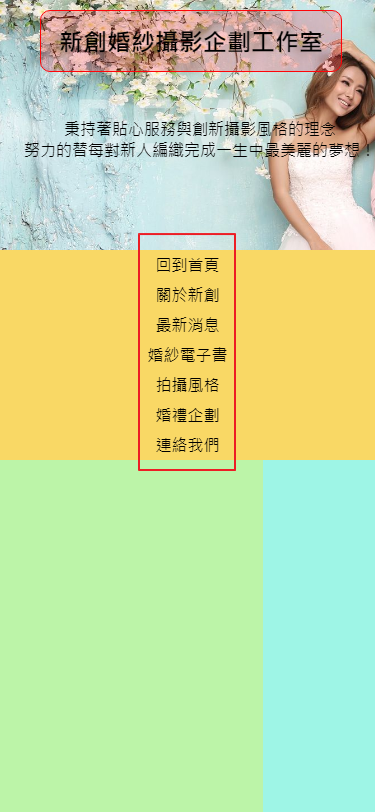 新創婚紗攝影企劃工作室
秉持著貼心服務與創新攝影風格的理念
努力的替每對新人編織完成一生中最美麗的夢想！
回到首頁
關於新創
最新消息
婚紗電子書
拍攝風格
婚禮企劃
連絡我們